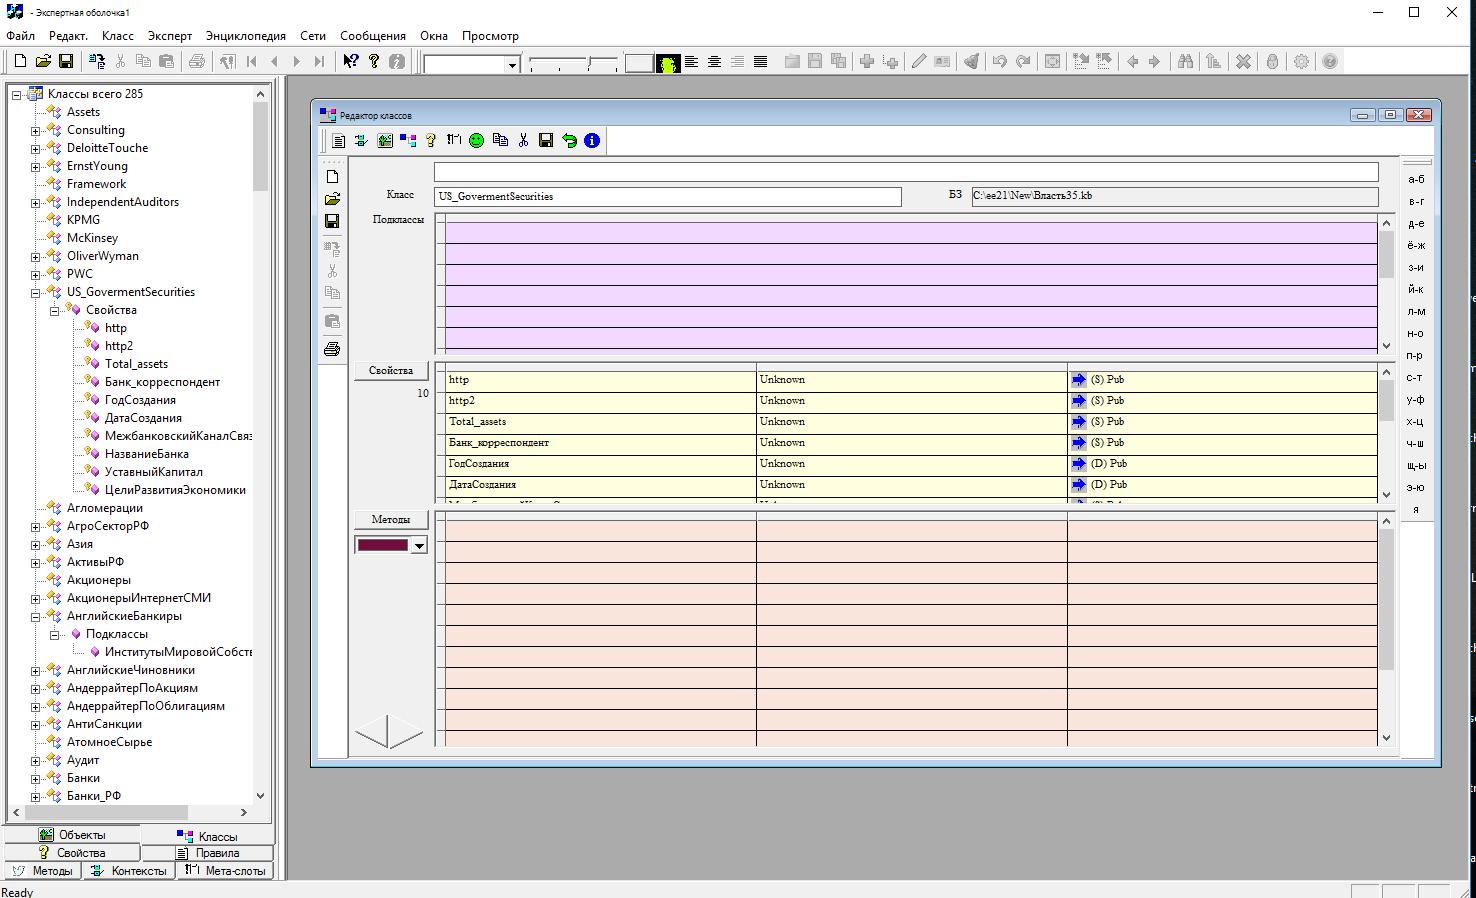 - Экспертная оболочка1
Файл Редакт. Класс Эксперт Энциклопедия Сети Сообщения Окна Просмотр
Классы всего 285
Assets
Consulting
DeloitteTouche
ErnstYoung
Framework
IndependentAuditors
KPMG
McKinsey
OliverWyman
PWC
US_GovermentSecurities
Свойства
http
http2
Total_assets
Банк_корреспондент
ГодСоздания
ДатаСоздания
МежбанковскийКаналСвяз
НазваниеБанка
УставныйКапитал
ЦелиРазвитияЭкономики
Агломерации
АгроСекторРФ
Азия
АктивыРФ
Акционеры
АкционерыИнтернетСМИ
АнглийскиеБанкиры
Подклассы
ИнститутыМировойСобств
АнглийскиеЧиновники
АндеррайтерПоАкциям
АндеррайтерПоОблигациям
АнтиСанкции
АтомноеСырье
Аудит
Банки
Банки_РФ
Объекты Классы
Свойства Правила
Методы Контексты Мета-слоты
Ready
Редактор классов
Класс US_GovermentSecurities БЗ C:\ee21\New\Власть35.kb
Подклассы
Свойства
10
http Unknown (S) Pub
http2 Unknown (S) Pub
Total_assets Unknown (S) Pub
Банк_корреспондент Unknown (S) Pub
ГодСоздания Unknown (D) Pub
ДатаСоздания Unknown (D) Pub
Методы
а-б
в-г
д-е
ё-ж
з-и
й-к
л-м
н-о
п-р
с-т
у-ф
х-ц
ч-ш
щ-ы
э-ю
я